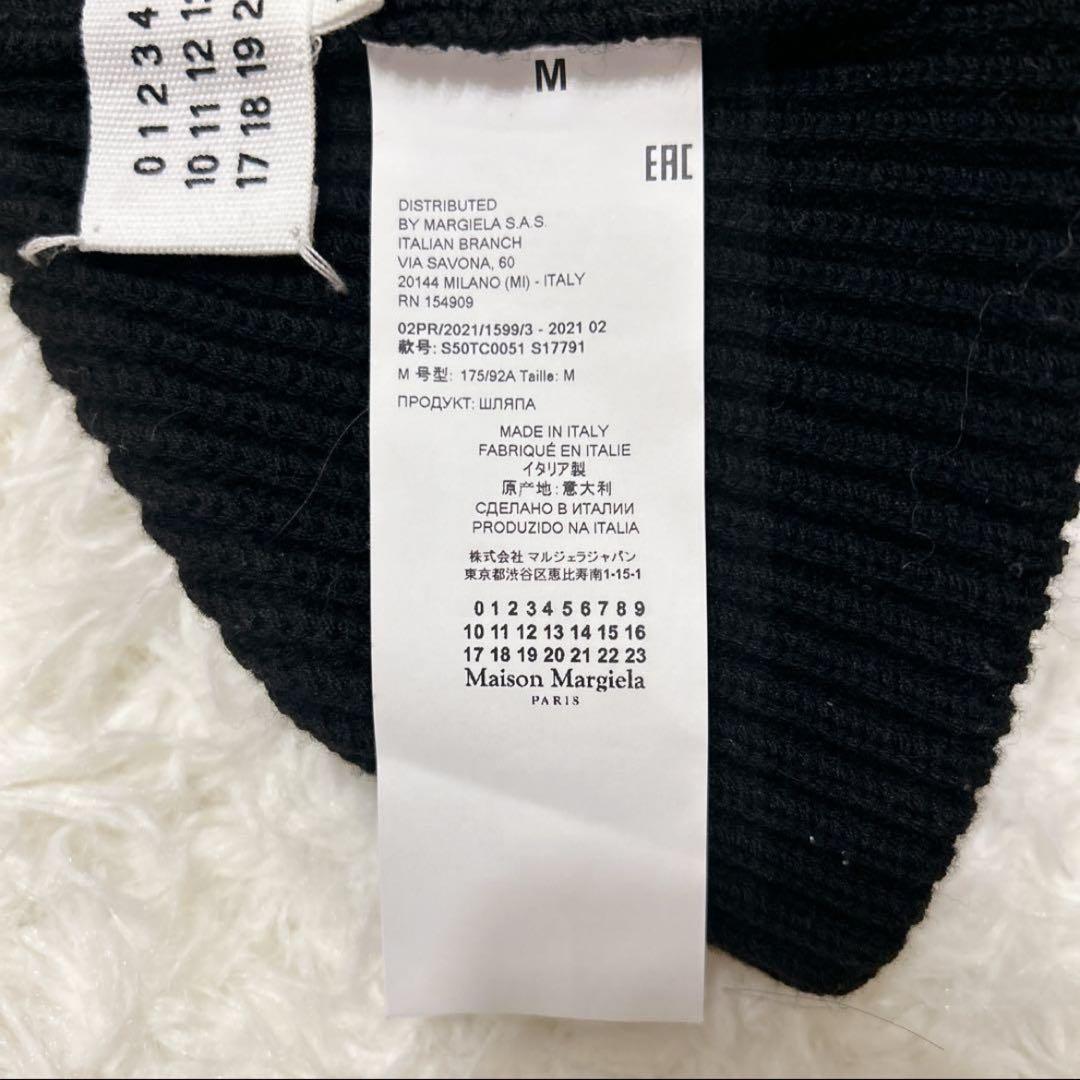 0 1 2 3 4
10 11 12 13
17 18 19 2
M
EAC
DISTRIBUTED
BY MARGIELA S.A.S.
ITALIAN BRANCH
VIA SAVONA, 60
20144 MILANO (MI) - ITALY
RN 154909
02PR/2021/1599/3 - 2021 02
款号: S50TC0051 S17791
M 号型: 175/92A Taille: M
ПРОДУКТ: ШЛЯПА
MADE IN ITALY
FABRIQUÉ EN ITALIE
イタリア製
原产地: 意大利
СДЕЛАНО В ИТАЛИИ
PRODUZIDO NA ITALIA
株式会社 マルジェラジャパン
東京都渋谷区恵比寿南1-15-1
0 1 2 3 4 5 6 7 8 9
10 11 12 13 14 15 16
17 18 19 20 21 22 23
Maison Margiela
PARIS